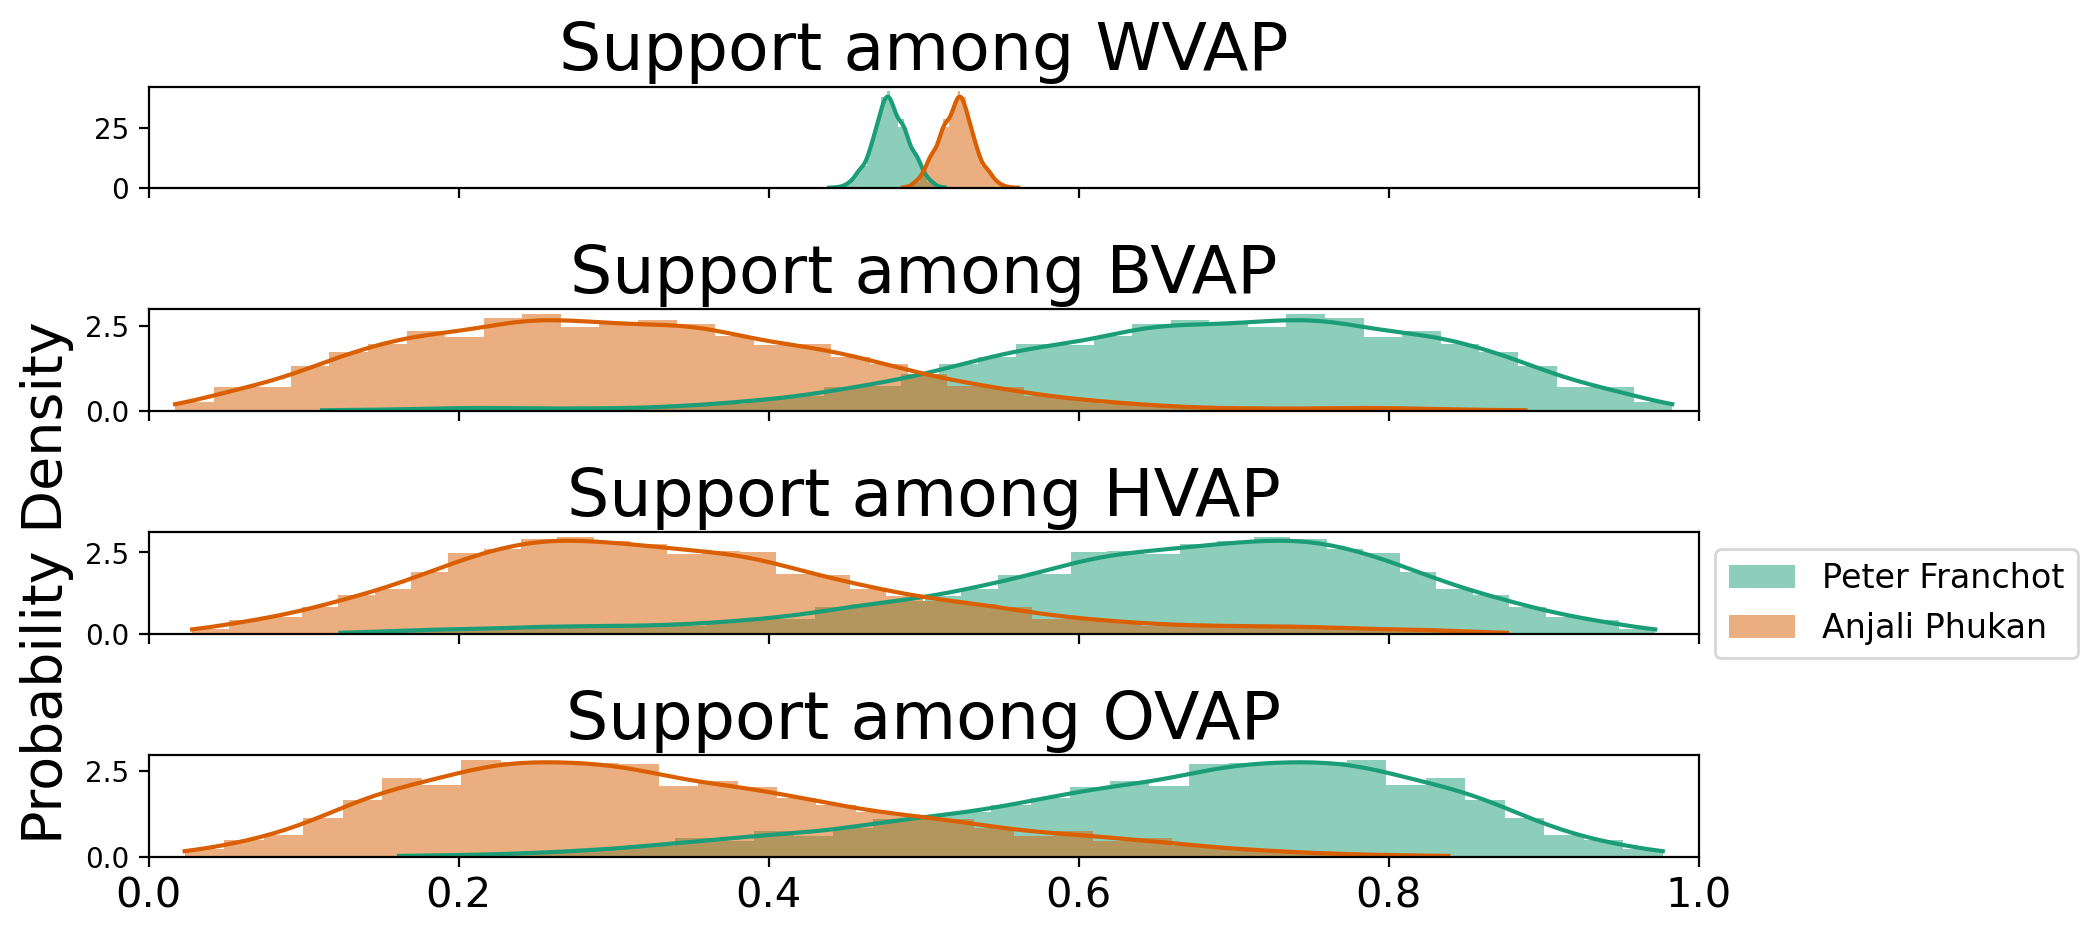 Support among WVAP
25
0
Support among BVAP
2.5
0.0
Support among HVAP
2.5
0.0
Support among OVAP
2.5
0.0
0.0 0.2 0.4 0.6 0.8 1.0
Probability Density
Peter Franchot
Anjali Phukan